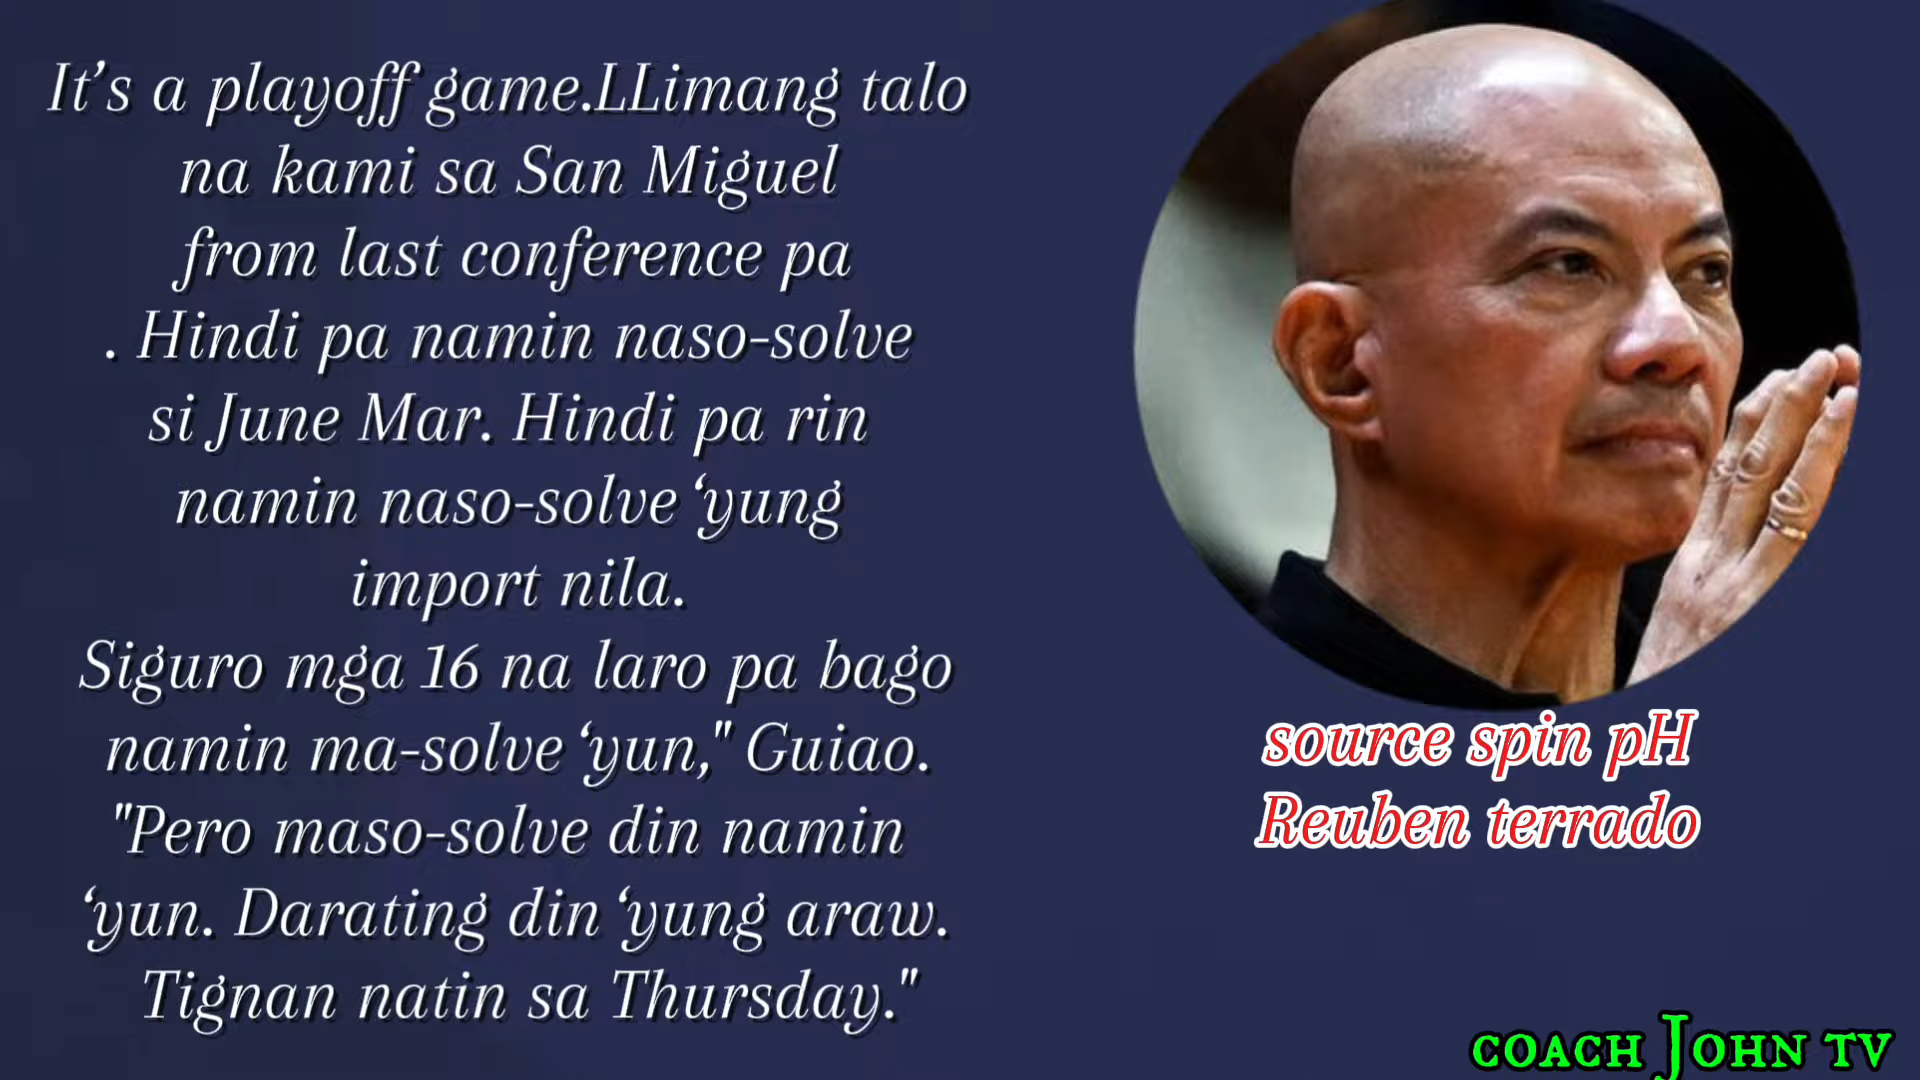 It’s a playoff game.LLimang talo
na kami sa San Miguel
from last conference pa
. Hindi pa namin naso-solve
si June Mar. Hindi pa rin
namin naso-solve ‘yung
import nila.
Siguro mga 16 na laro pa bago
namin ma-solve ‘yun," Guiao.
"Pero maso-solve din namin
‘yun. Darating din ‘yung araw.
Tignan natin sa Thursday."
source spin pH
Reuben terrado
COACH JOHN TV